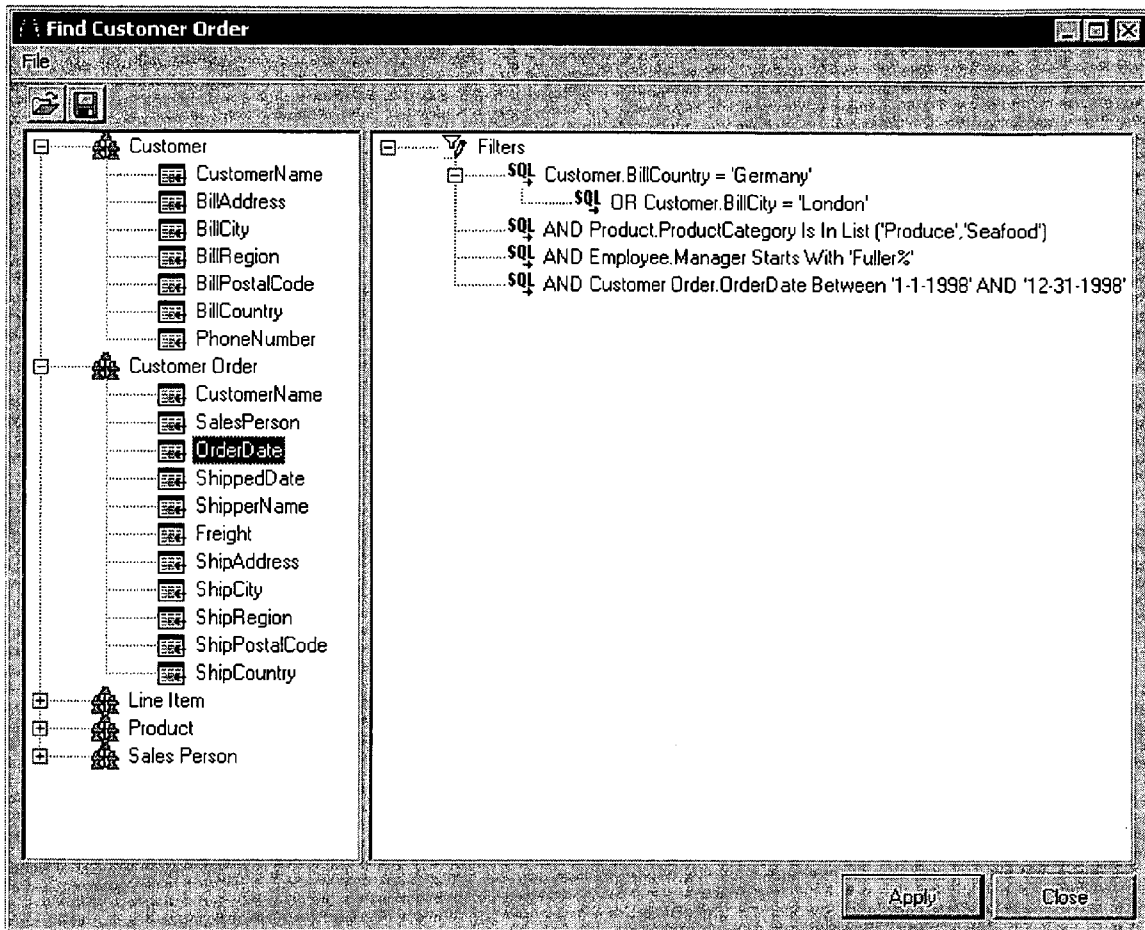 Find Customer Order
File
Customer
CustomerName
BillAddress
BillCity
BillRegion
BillPostalCode
BillCountry
PhoneNumber
Customer Order
CustomerName
SalesPerson
OrderDate
ShippedDate
ShipperName
Freight
ShipAddress
ShipCity
ShipRegion
ShipPostalCode
ShipCountry
Line Item
Product
Sales Person
Filters
SQL Customer.BillCountry = 'Germany'
SQL OR Customer.BillCity = 'London'
SQL AND Product.ProductCategory Is In List ('Produce','Seafood')
SQL AND Employee.Manager Starts With 'Fuller%'
SQL AND Customer Order.OrderDate Between '1-1-1998' AND '12-31-1998'
Apply
Close